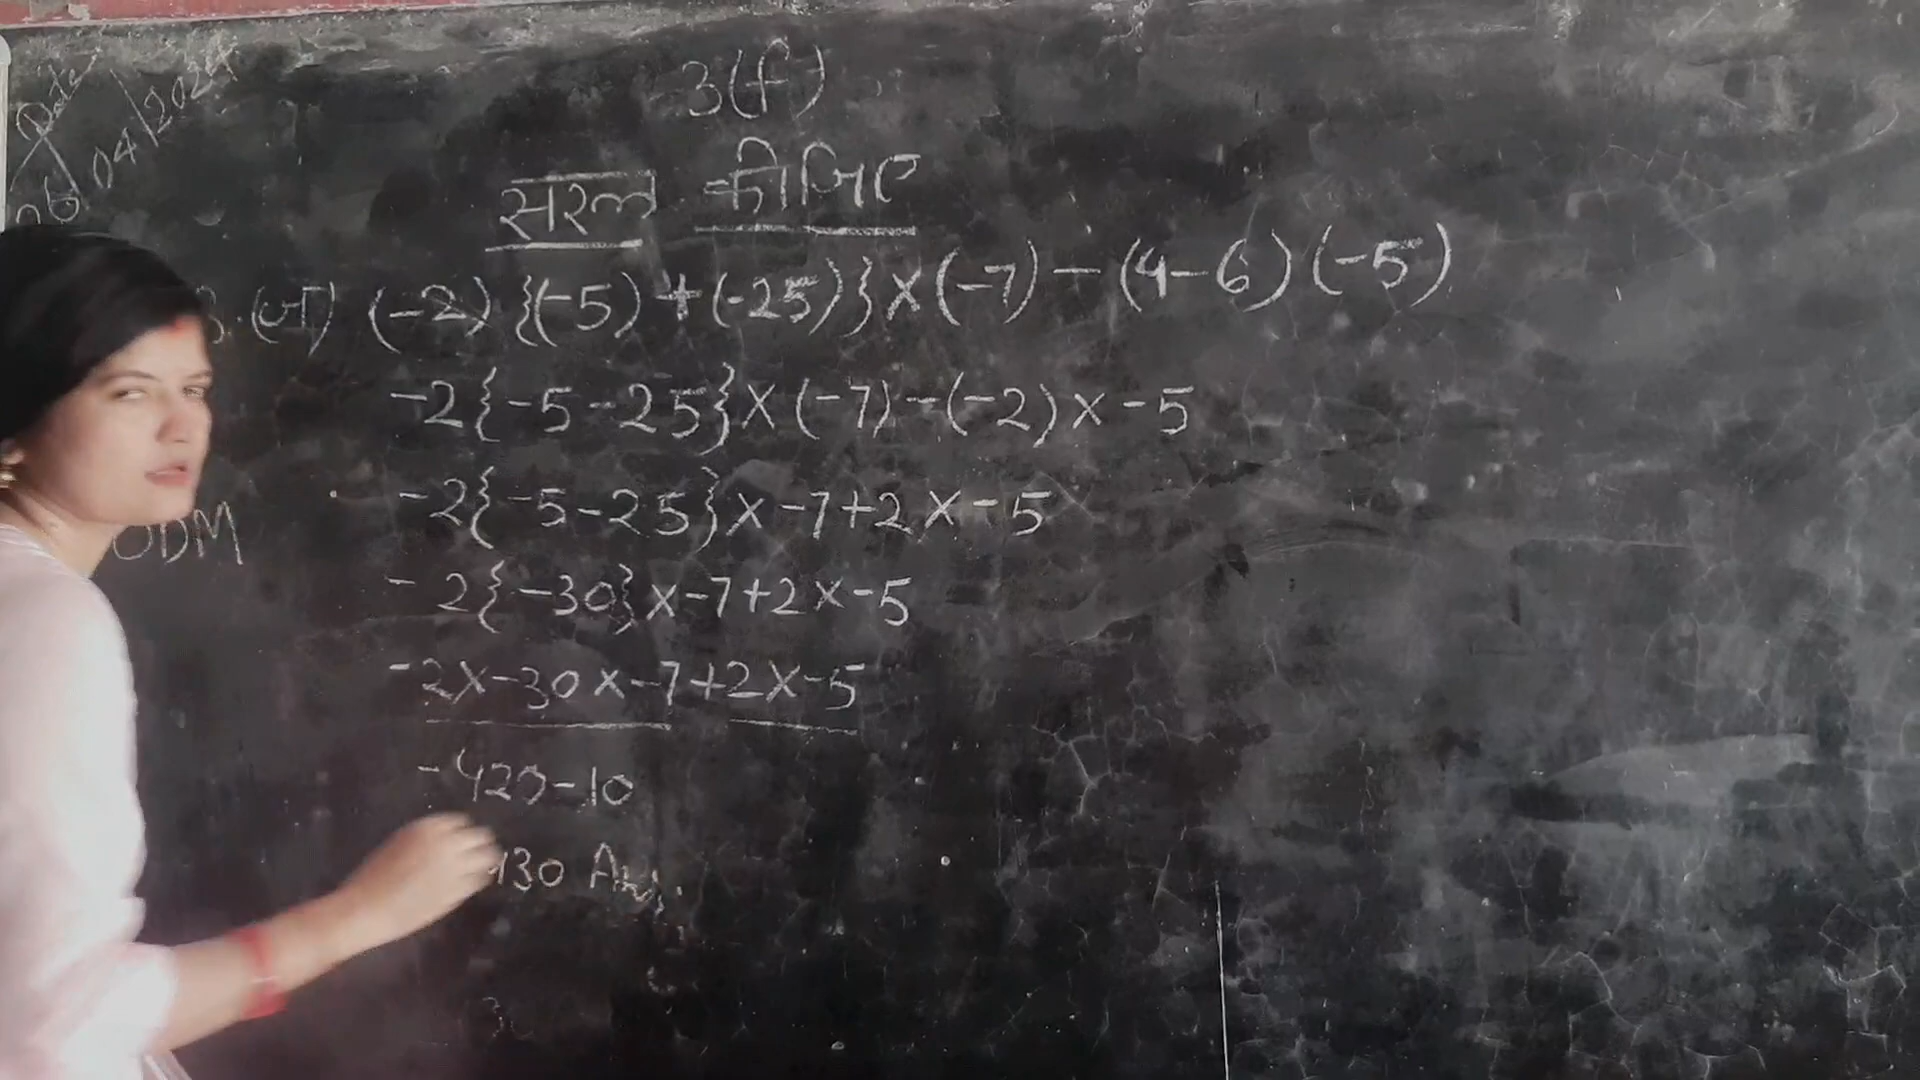 Date
06/04/2024
3(f)
सरल कीजिए
3.(ज) (-2) {(-5) + (-25)} × (-7) - (4-6) (-5)
-2{-5-25} × (-7) - (-2) × -5
-2{-5-25} × -7+2 × -5
ODM
-2{-30} × -7+2 × -5
-2×-30×-7+2×-5
-420-10
430 Ans.